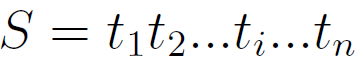 S = t₁t₂...tᵢ...tₙ